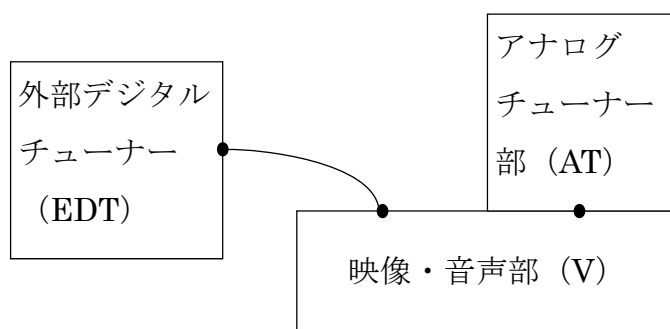 外部デジタル
チューナー
（EDT）
アナログ
チューナー
部（AT）
映像・音声部（V）